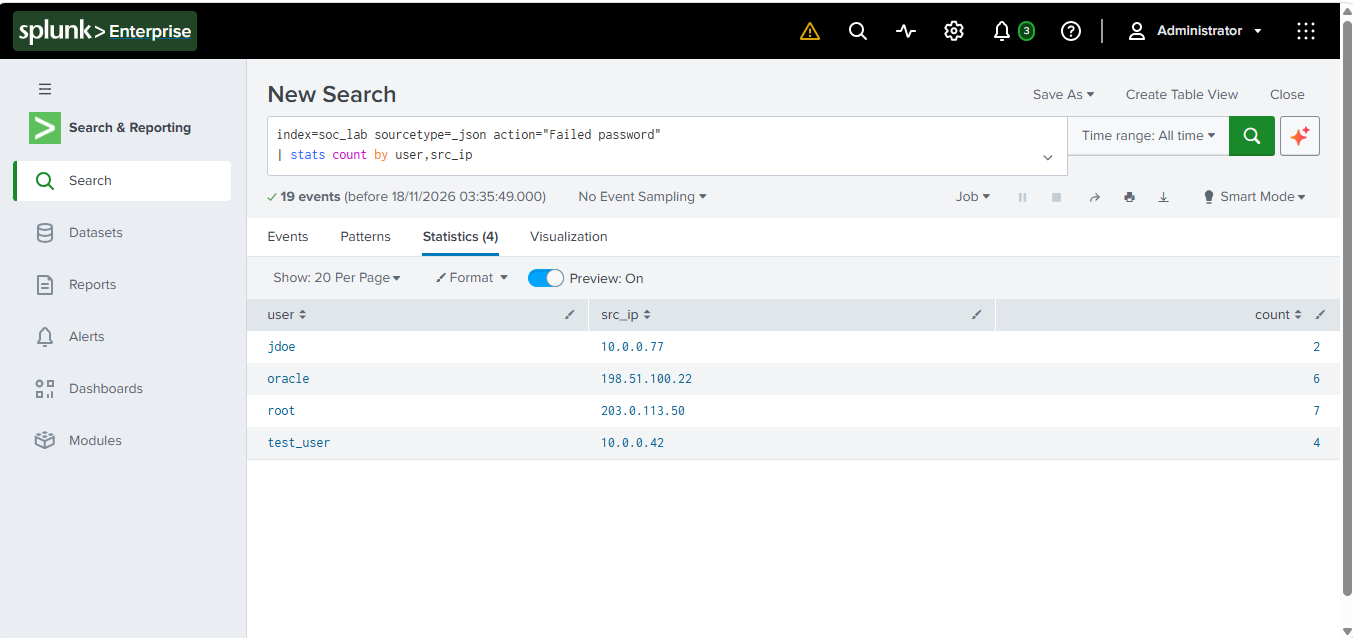 splunk>Enterprise
3
Administrator
Search & Reporting
Search
Datasets
Reports
Alerts
Dashboards
Modules
New Search
Save As
Create Table View
Close
index=soc_lab sourcetype=_json action="Failed password"
| stats count by user,src_ip
Time range: All time
19 events (before 18/11/2026 03:35:49.000)
No Event Sampling
Job
Smart Mode
Events
Patterns
Statistics (4)
Visualization
Show: 20 Per Page
Format
Preview: On
user src_ip count
jdoe 10.0.0.77 2
oracle 198.51.100.22 6
root 203.0.113.50 7
test_user 10.0.0.42 4